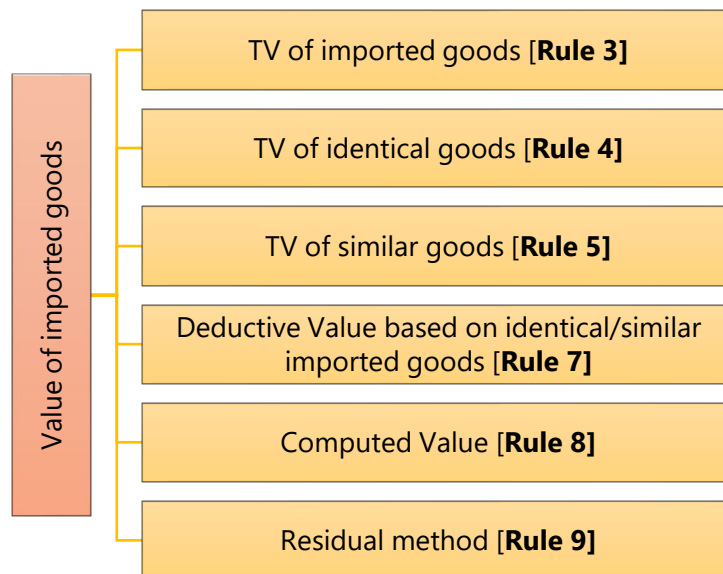 Value of imported goods
TV of imported goods [Rule 3]
TV of identical goods [Rule 4]
TV of similar goods [Rule 5]
Deductive Value based on identical/similar
imported goods [Rule 7]
Computed Value [Rule 8]
Residual method [Rule 9]